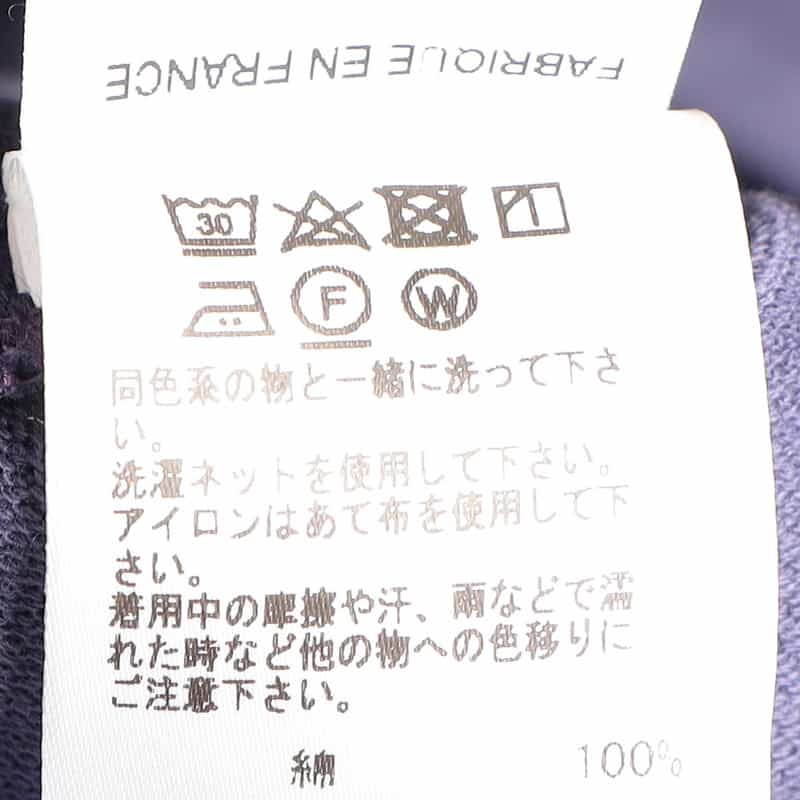 FABRIQUE EN FRANCE
30
F W
同色系の物と一緒に洗って下さ
い。
洗濯ネットを使用して下さい。
アイロンはあて布を使用して下
さい。
着用中の摩擦や汗、雨などで濡
れた時など他の物への色移りに
ご注意下さい。
綿 100%